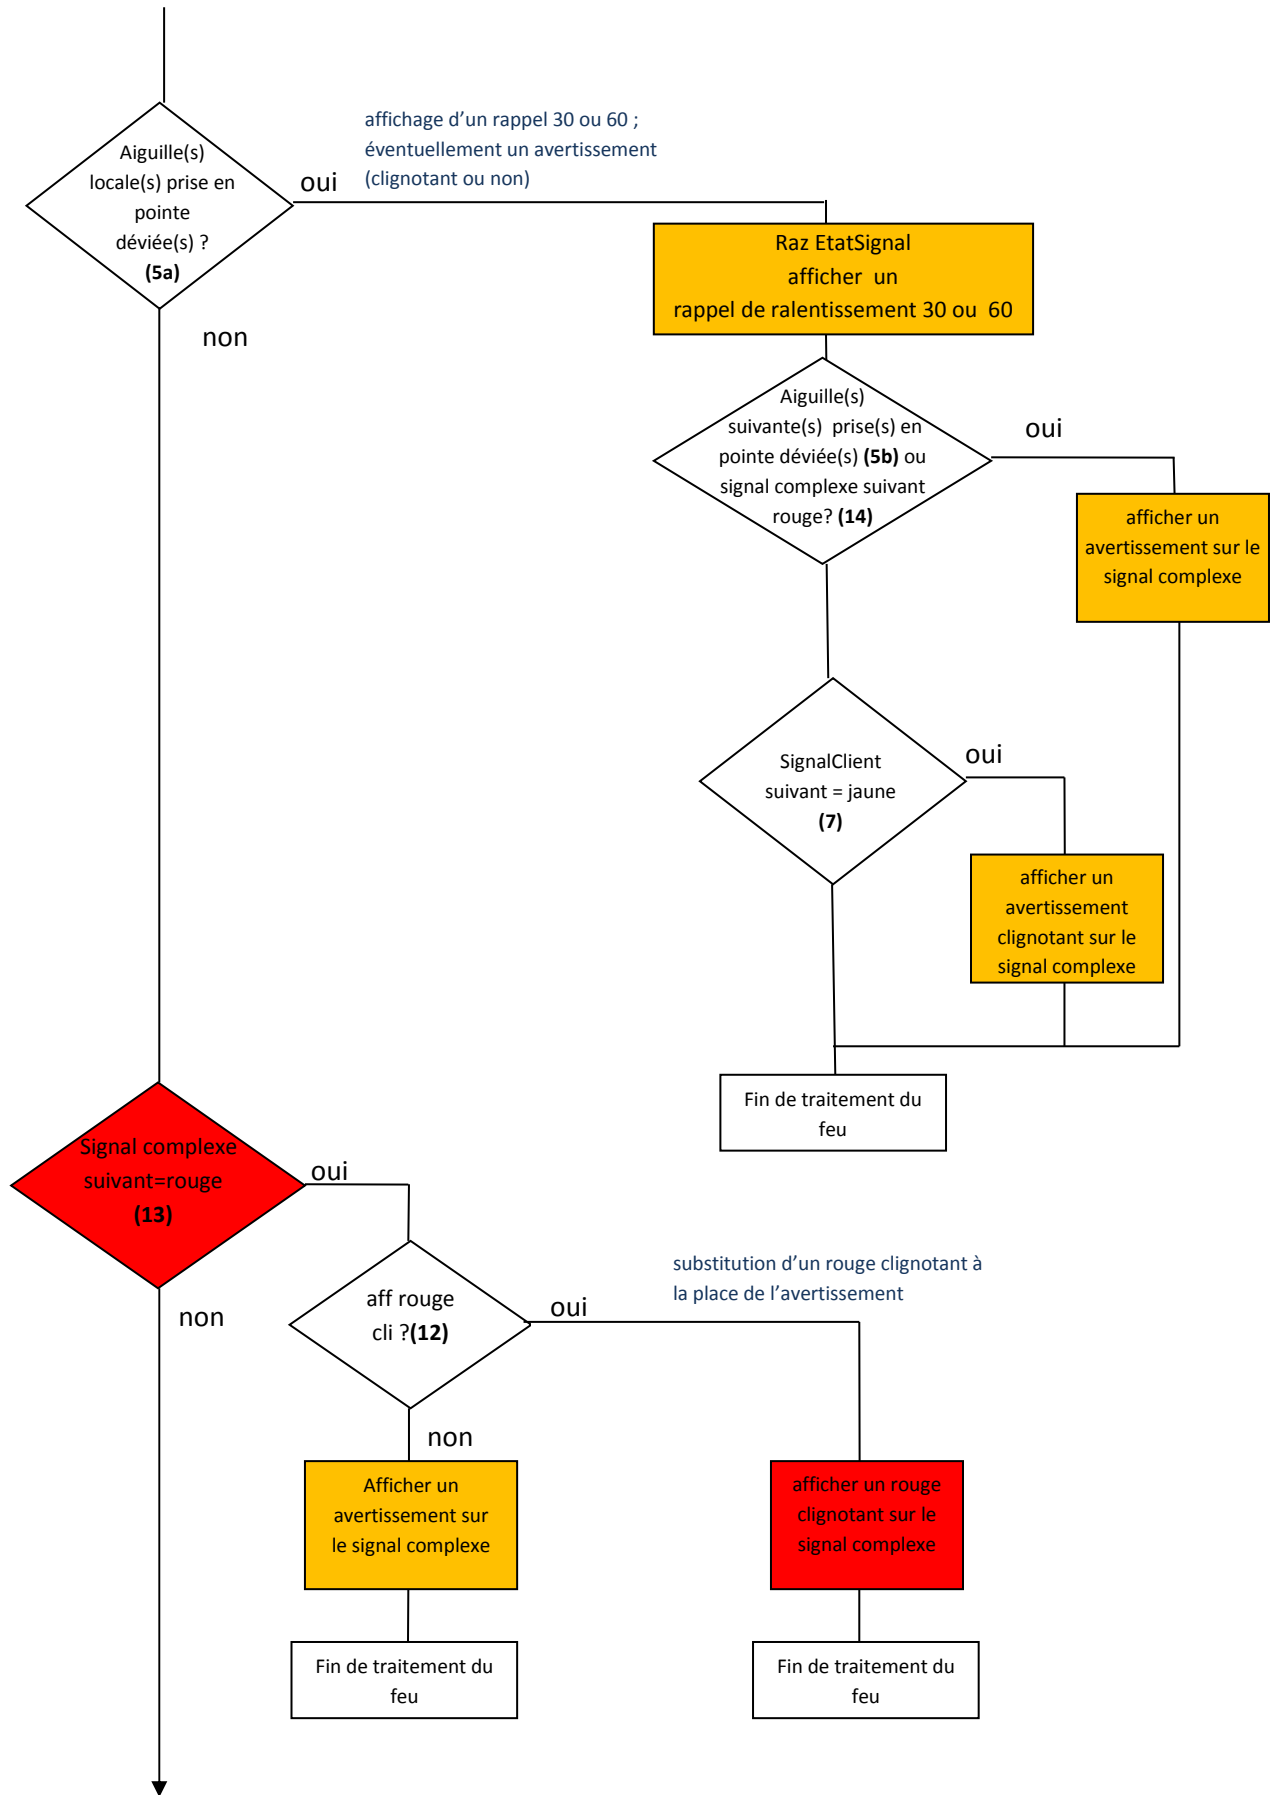 affichage d'un rappel 30 ou 60 ;
éventuellement un avertissement
(clignotant ou non)
Aiguille(s)
locale(s) prise en
pointe
déviée(s) ?
(5a)
oui
non
Raz EtatSignal
afficher un
rappel de ralentissement 30 ou 60
Aiguille(s)
suivante(s) prise(s) en
pointe déviée(s) (5b) ou
signal complexe suivant
rouge? (14)
oui
afficher un
avertissement sur le
signal complexe
SignalClient
suivant = jaune
(7)
oui
afficher un
avertissement
clignotant sur le
signal complexe
Fin de traitement du
feu
Signal complexe
suivant=rouge
(13)
oui
non
aff rouge
cli ?(12)
oui
non
substitution d'un rouge clignotant à
la place de l'avertissement
Afficher un
avertissement sur
le signal complexe
afficher un rouge
clignotant sur le
signal complexe
Fin de traitement du
feu
Fin de traitement du
feu